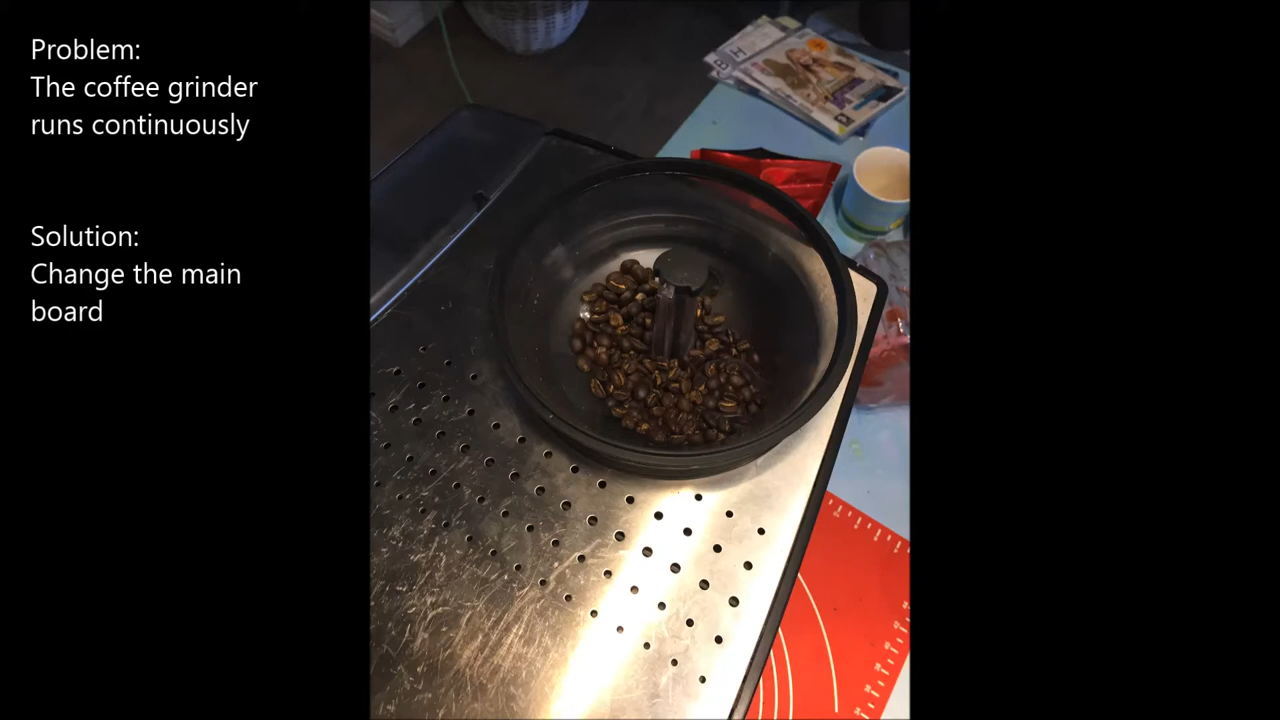 Problem:
The coffee grinder
runs continuously
Solution:
Change the main
board